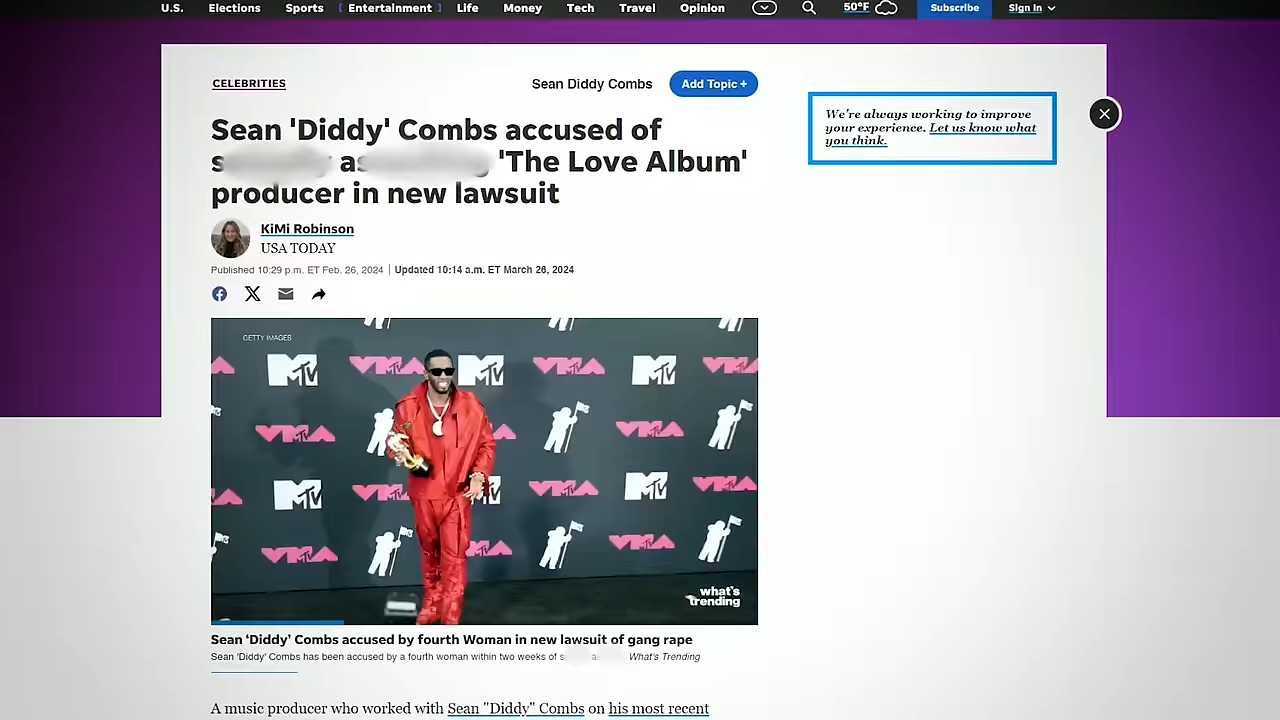 U.S. Elections Sports Entertainment Life Money Tech Travel Opinion 50°F Subscribe Sign In
CELEBRITIES
Sean Diddy Combs Add Topic +
Sean 'Diddy' Combs accused of
'The Love Album'
producer in new lawsuit
We're always working to improve
your experience. Let us know what
you think.
KiMi Robinson
USA TODAY
Published 10:29 p.m. ET Feb. 26, 2024 | Updated 10:14 a.m. ET March 26, 2024
GETTY IMAGES
MTV
VMA
what's
trending
Sean ‘Diddy’ Combs accused by fourth Woman in new lawsuit of gang rape
Sean 'Diddy' Combs has been accused by a fourth woman within two weeks of What's Trending
A music producer who worked with Sean "Diddy" Combs on his most recent